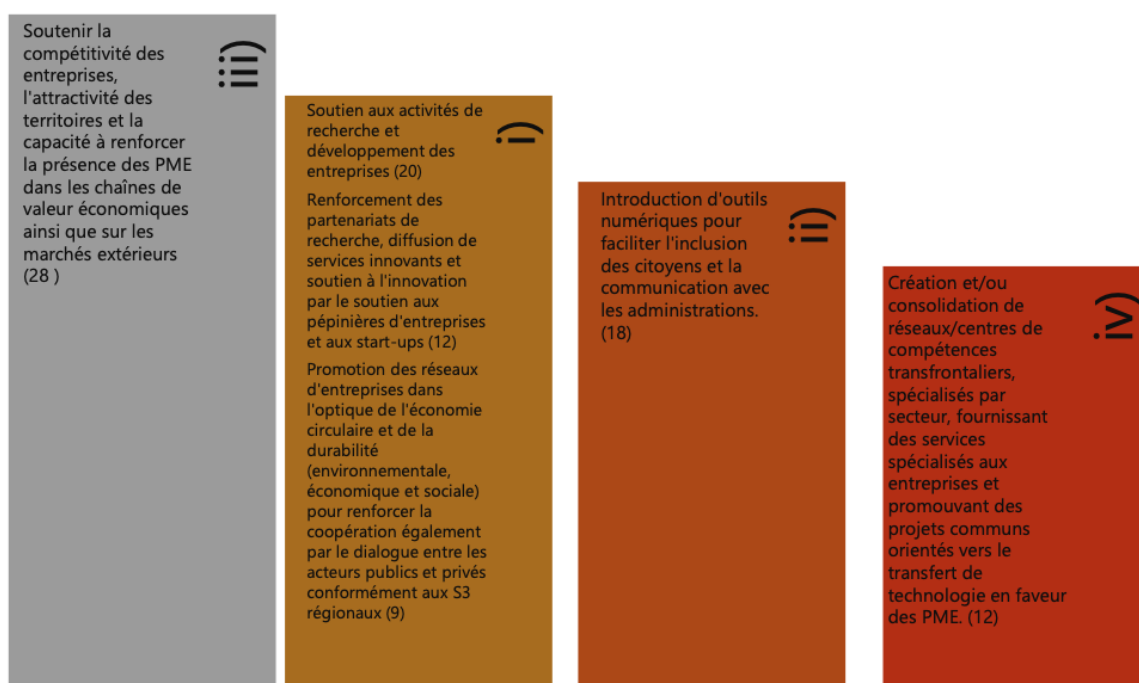 Soutenir la
compétitivité des
entreprises,
l'attractivité des
territoires et la
capacité à renforcer
la présence des PME
dans les chaînes de
valeur économiques
ainsi que sur les
marchés extérieurs
(28 )
iii)
Soutien aux activités de
recherche et
développement des
entreprises (20)
Renforcement des
partenariats de
recherche, diffusion de
services innovants et
soutien à l'innovation
par le soutien aux
pépinières d'entreprises
et aux start-ups (12)
Promotion des réseaux
d'entreprises dans
l'optique de l'économie
circulaire et de la
durabilité
(environnementale,
économique et sociale)
pour renforcer la
coopération également
par le dialogue entre les
acteurs publics et privés
conformément aux S3
régionaux (9)
i)
Introduction d'outils
numériques pour
faciliter l'inclusion
des citoyens et la
communication avec
les administrations.
(18)
ii)
Création et/ou
consolidation de
réseaux/centres de
compétences
transfrontaliers,
spécialisés par
secteur, fournissant
des services
spécialisés aux
entreprises et
promouvant des
projets communs
orientés vers le
transfert de
technologie en faveur
des PME. (12)
iv)